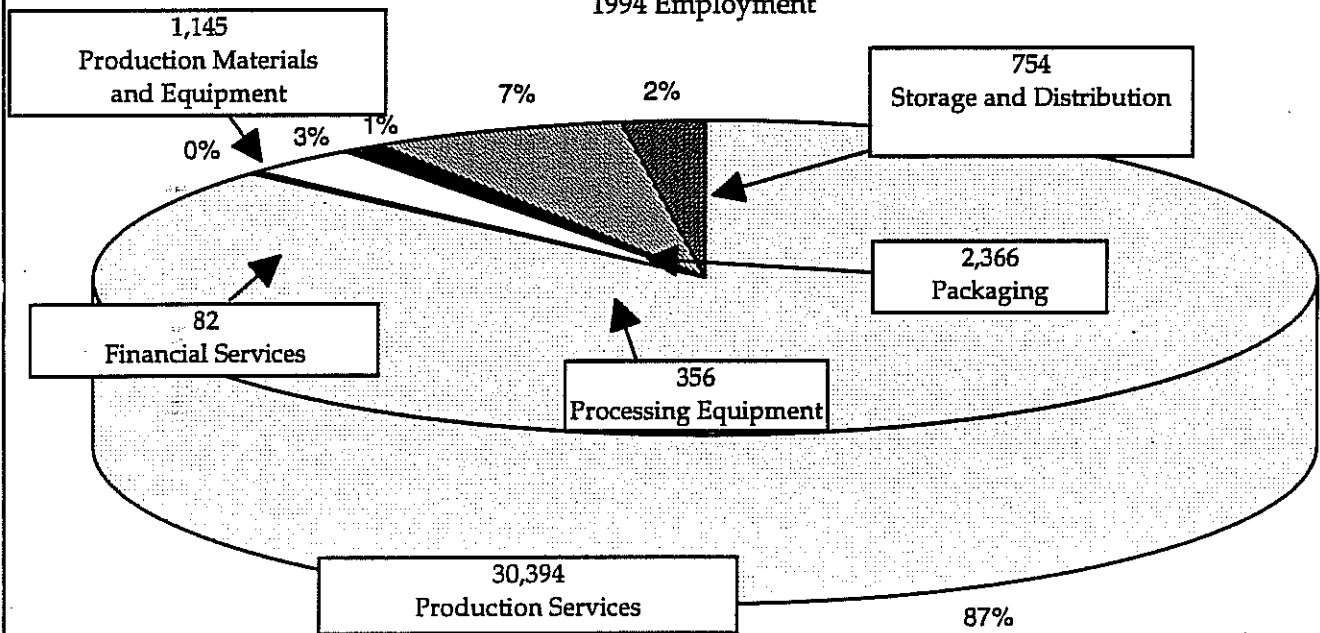 1994 Employment
1,145
Production Materials
and Equipment
754
Storage and Distribution
7%
2%
1%
3%
0%
2,366
Packaging
82
Financial Services
356
Processing Equipment
30,394
Production Services
87%